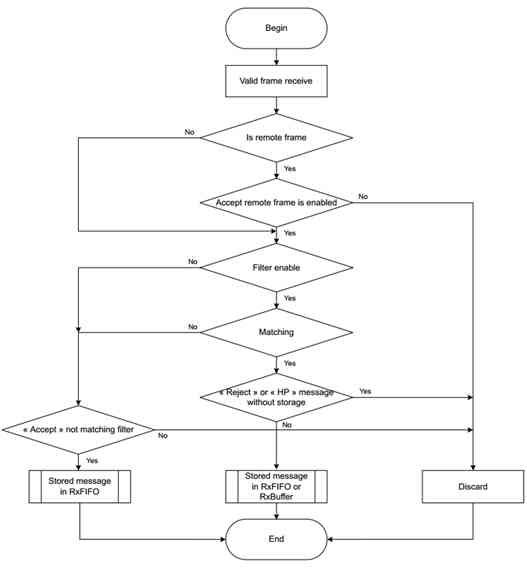 Begin
Valid frame receive
No
Is remote frame
Yes
Accept remote frame is enabled
No
Yes
No
Filter enable
Yes
No
Matching
Yes
« Reject » or « HP » message
without storage
Yes
No
« Accept » not matching filter
No
Yes
Stored message
in RxFIFO
Stored message
in RxFIFO or
RxBuffer
Discard
End